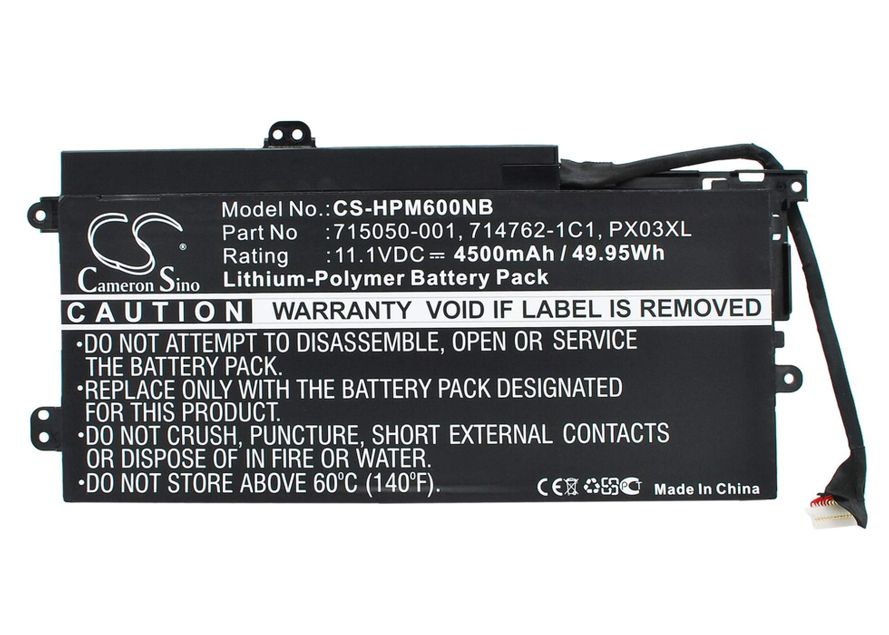 CS
Cameron Sino
Model No.: CS-HPM600NB
Part No :715050-001, 714762-1C1, PX03XL
Rating :11.1VDC⎓ 4500mAh / 49.95Wh
Lithium-Polymer Battery Pack
CAUTION WARRANTY VOID IF LABEL IS REMOVED
•DO NOT ATTEMPT TO DISASSEMBLE, OPEN OR SERVICE
THE BATTERY PACK.
•REPLACE ONLY WITH THE BATTERY PACK DESIGNATED
FOR THIS PRODUCT.
•DO NOT CRUSH, PUNCTURE, SHORT EXTERNAL CONTACTS
OR DISPOSE OF IN FIRE OR WATER.
•DO NOT STORE ABOVE 60°C (140°F).
CE PCT Made In China